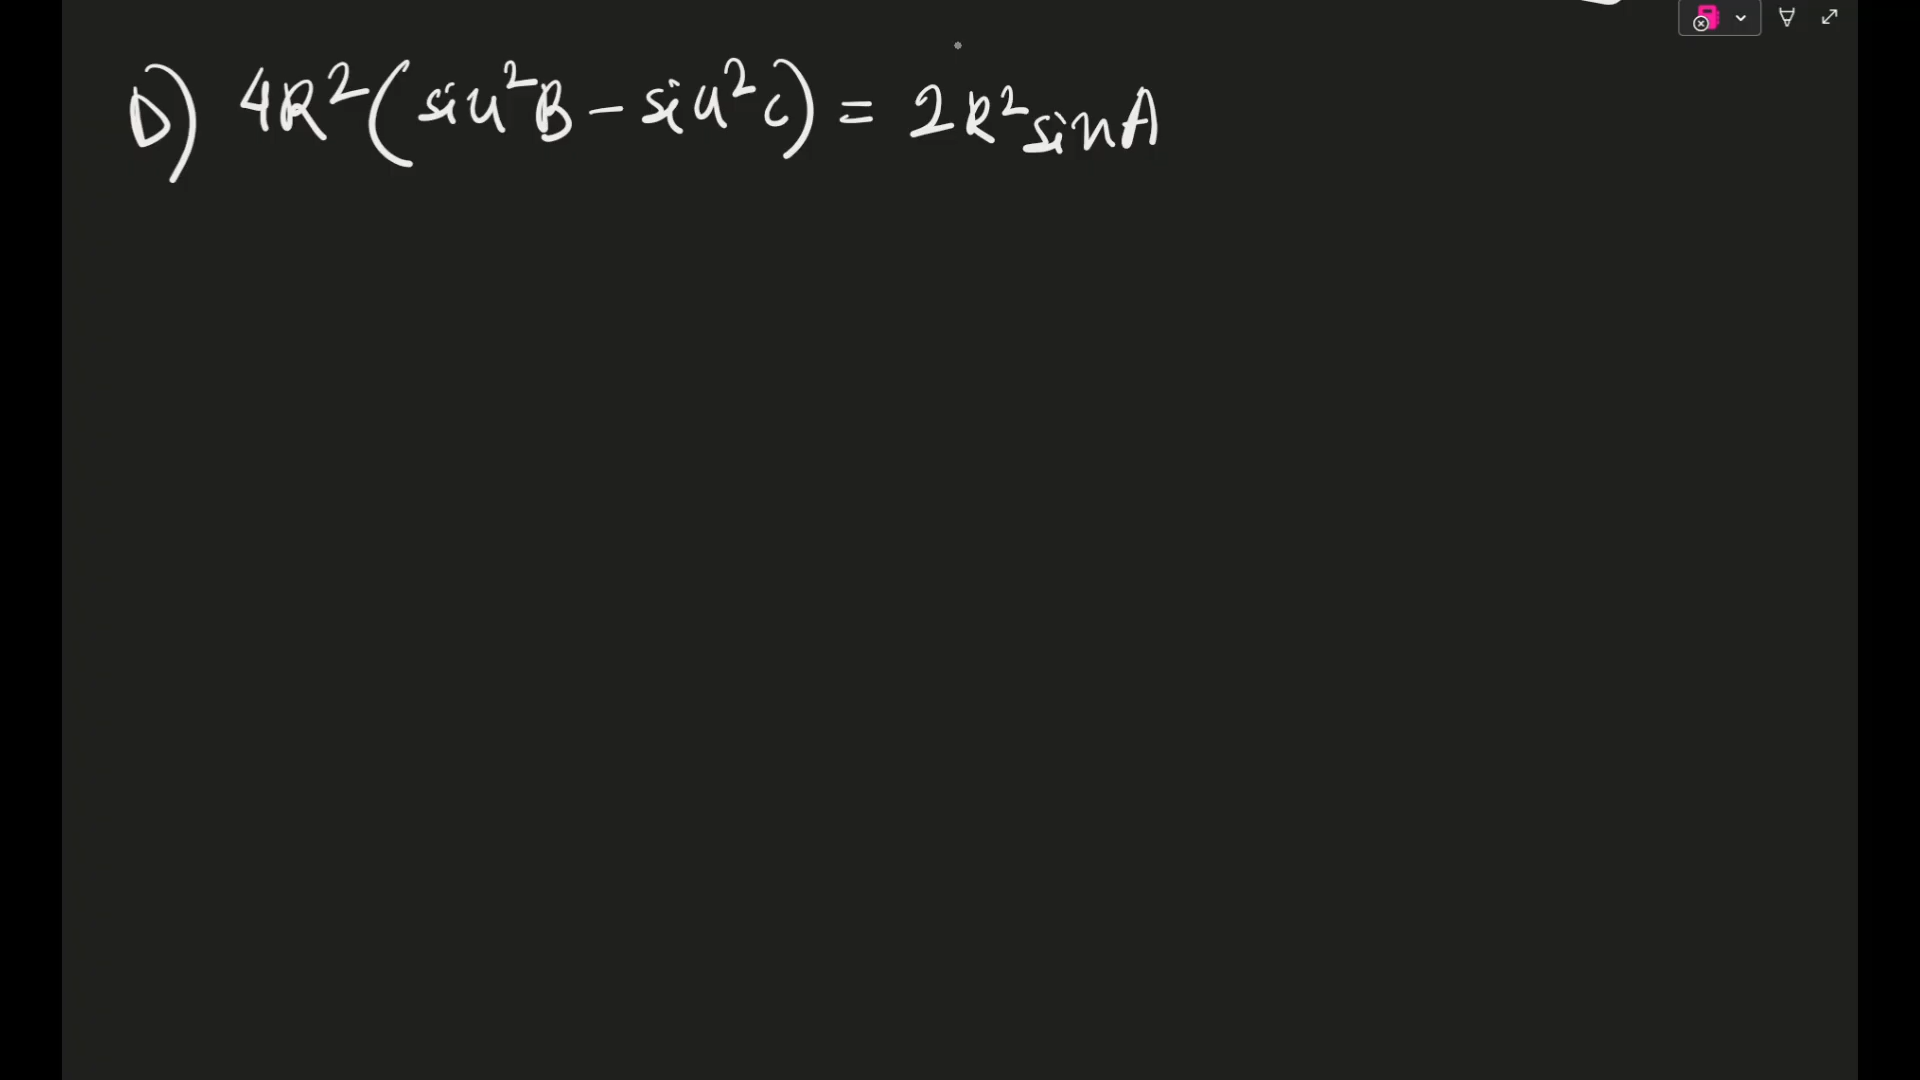 D) 4R²(sin²B - sin²C) = 2R² sinA